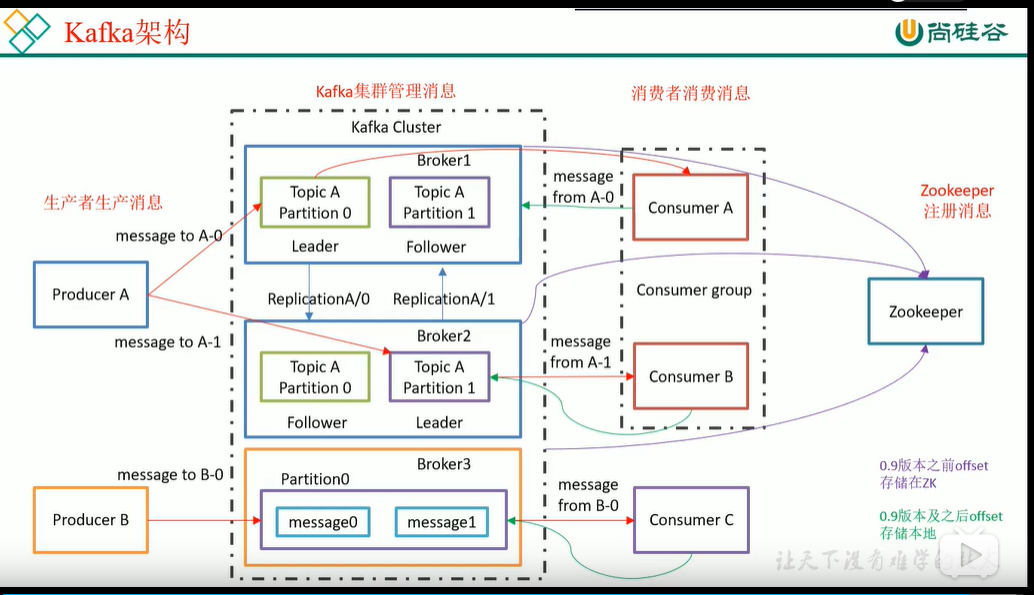 Kafka架构
尚硅谷
Kafka集群管理消息
消费者消费消息
Kafka Cluster
Broker1
Topic A
Partition 0
Topic A
Partition 1
Leader
Follower
message
from A-0
Consumer A
Zookeeper
注册消息
生产者生产消息
message to A-0
Producer A
message to A-1
ReplicationA/0
ReplicationA/1
Consumer group
Zookeeper
Broker2
Topic A
Partition 0
Topic A
Partition 1
Follower
Leader
message
from A-1
Consumer B
Broker3
Partition0
message0
message1
message to B-0
Producer B
message
from B-0
Consumer C
0.9版本之前offset
存储在ZK
0.9版本及之后offset
存储本地
让天下没有难学的